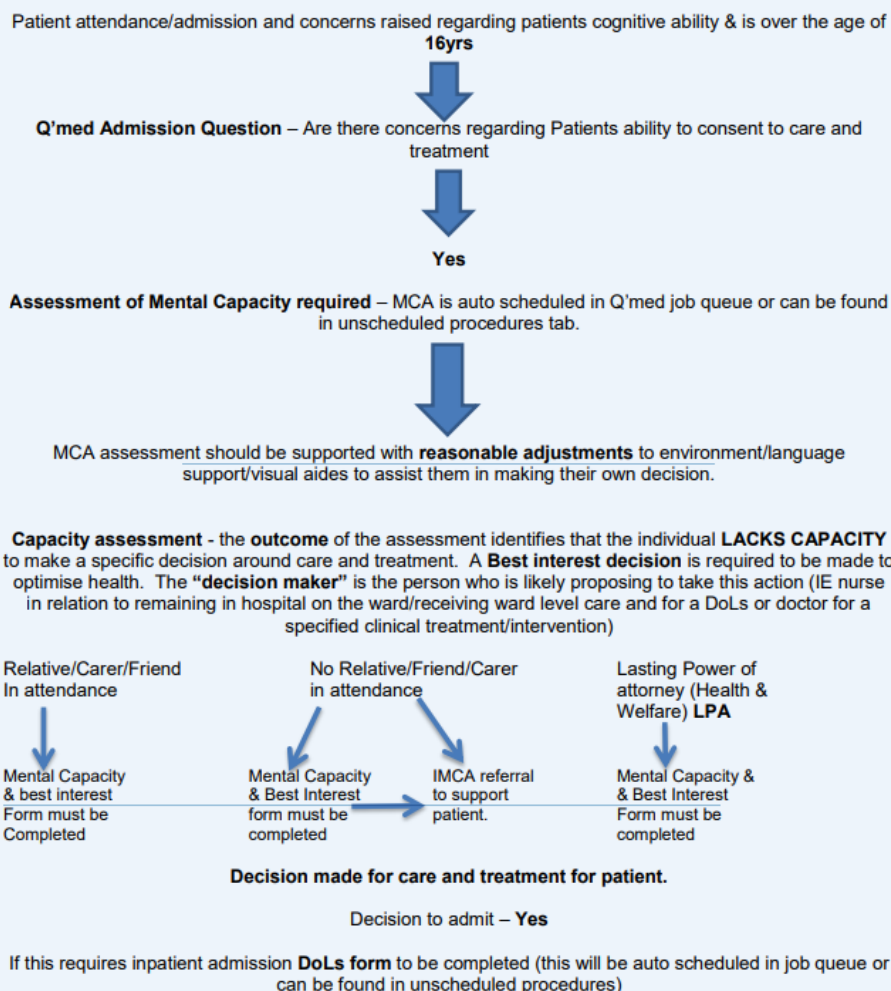 Patient attendance/admission and concerns raised regarding patients cognitive ability & is over the age of
16yrs
Q'med Admission Question – Are there concerns regarding Patients ability to consent to care and
treatment
Yes
Assessment of Mental Capacity required – MCA is auto scheduled in Q'med job queue or can be found
in unscheduled procedures tab.
MCA assessment should be supported with reasonable adjustments to environment/language
support/visual aides to assist them in making their own decision.
Capacity assessment - the outcome of the assessment identifies that the individual LACKS CAPACITY
to make a specific decision around care and treatment. A Best interest decision is required to be made to
optimise health. The “decision maker” is the person who is likely proposing to take this action (IE nurse
in relation to remaining in hospital on the ward/receiving ward level care and for a DoLs or doctor for a
specified clinical treatment/intervention)
Relative/Carer/Friend
In attendance
No Relative/Friend/Carer
in attendance
Lasting Power of
attorney (Health &
Welfare) LPA
Mental Capacity
& best interest
Form must be
Completed
Mental Capacity
& Best Interest
form must be
completed
IMCA referral
to support
patient.
Mental Capacity &
& Best Interest
Form must be
completed
Decision made for care and treatment for patient.
Decision to admit – Yes
If this requires inpatient admission DoLs form to be completed (this will be auto scheduled in job queue or
can be found in unscheduled procedures)